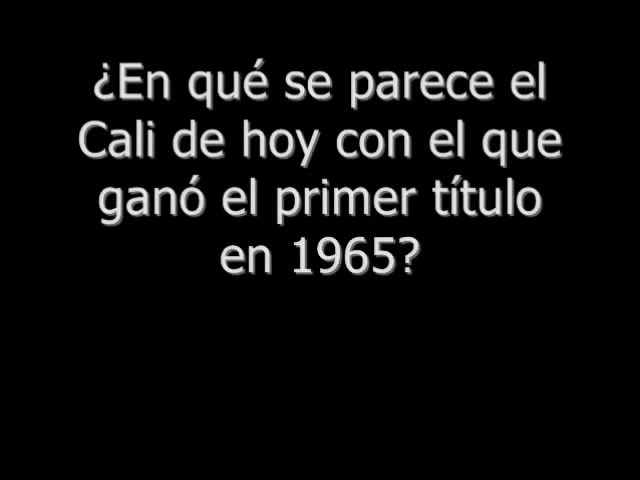 ¿En qué se parece el
Cali de hoy con el que
ganó el primer título
en 1965?